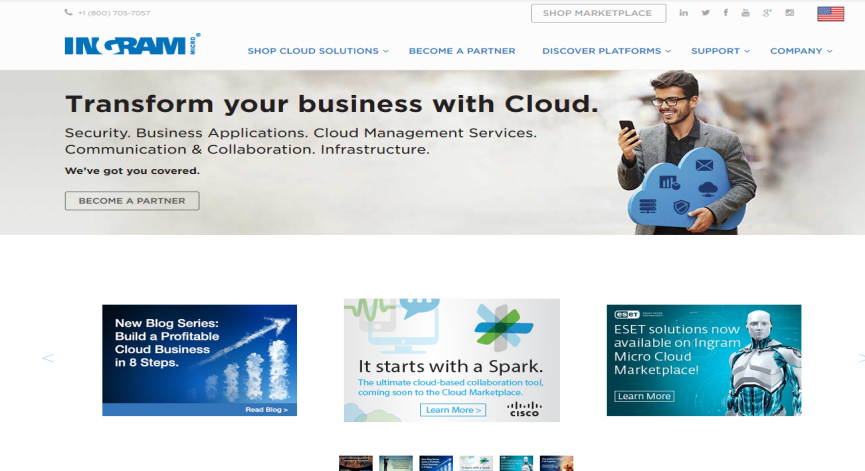 +1 (800) 705-7057
SHOP MARKETPLACE
INGRAM MICRO
SHOP CLOUD SOLUTIONS
BECOME A PARTNER
DISCOVER PLATFORMS
SUPPORT
COMPANY
Transform your business with Cloud.
Security. Business Applications. Cloud Management Services.
Communication & Collaboration. Infrastructure.
We've got you covered.
BECOME A PARTNER
New Blog Series:
Build a Profitable
Cloud Business
in 8 Steps.
Read Blog >
It starts with a Spark.
The ultimate cloud-based collaboration tool,
coming soon to the Cloud Marketplace.
Learn More >
CISCO
eset
ESET solutions now
available on Ingram
Micro Cloud
Marketplace!
Learn More